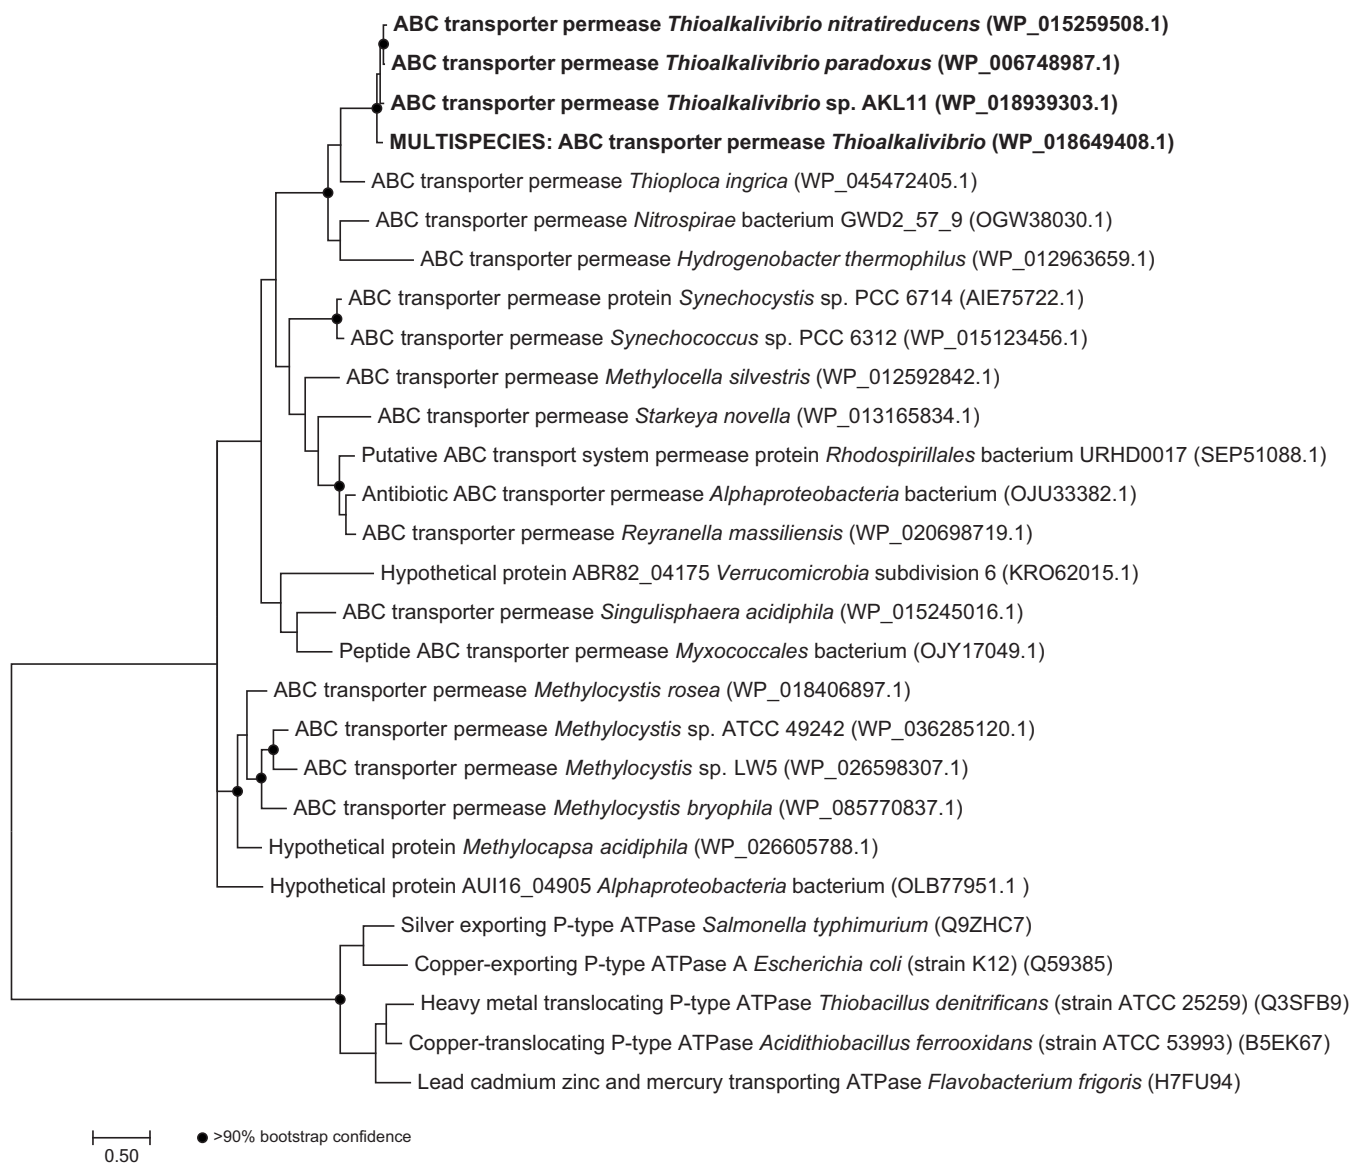 ABC transporter permease Thioalkalivibrio nitratireducens (WP_015259508.1)
ABC transporter permease Thioalkalivibrio paradoxus (WP_006748987.1)
ABC transporter permease Thioalkalivibrio sp. AKL11 (WP_018939303.1)
MULTISPECIES: ABC transporter permease Thioalkalivibrio (WP_018649408.1)
ABC transporter permease Thioploca ingrica (WP_045472405.1)
ABC transporter permease Nitrospirae bacterium GWD2_57_9 (OGW38030.1)
ABC transporter permease Hydrogenobacter thermophilus (WP_012963659.1)
ABC transporter permease protein Synechocystis sp. PCC 6714 (AIE75722.1)
ABC transporter permease Synechococcus sp. PCC 6312 (WP_015123456.1)
ABC transporter permease Methylocella silvestris (WP_012592842.1)
ABC transporter permease Starkeya novella (WP_013165834.1)
Putative ABC transport system permease protein Rhodospirillales bacterium URHD0017 (SEP51088.1)
Antibiotic ABC transporter permease Alphaproteobacteria bacterium (OJU33382.1)
ABC transporter permease Reyranella massiliensis (WP_020698719.1)
Hypothetical protein ABR82_04175 Verrucomicrobia subdivision 6 (KRO62015.1)
ABC transporter permease Singulisphaera acidiphila (WP_015245016.1)
Peptide ABC transporter permease Myxococcales bacterium (OJY17049.1)
ABC transporter permease Methylocystis rosea (WP_018406897.1)
ABC transporter permease Methylocystis sp. ATCC 49242 (WP_036285120.1)
ABC transporter permease Methylocystis sp. LW5 (WP_026598307.1)
ABC transporter permease Methylocystis bryophila (WP_085770837.1)
Hypothetical protein Methylocapsa acidiphila (WP_026605788.1)
Hypothetical protein AUI16_04905 Alphaproteobacteria bacterium (OLB77951.1 )
Silver exporting P-type ATPase Salmonella typhimurium (Q9ZHC7)
Copper-exporting P-type ATPase A Escherichia coli (strain K12) (Q59385)
Heavy metal translocating P-type ATPase Thiobacillus denitrificans (strain ATCC 25259) (Q3SFB9)
Copper-translocating P-type ATPase Acidithiobacillus ferrooxidans (strain ATCC 53993) (B5EK67)
Lead cadmium zinc and mercury transporting ATPase Flavobacterium frigoris (H7FU94)
>90% bootstrap confidence
0.50